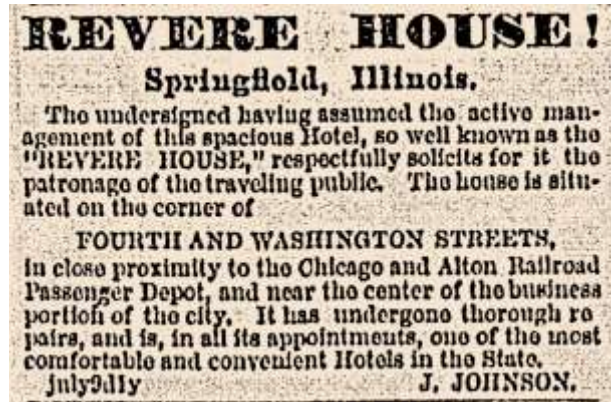 REVERE HOUSE!
Springfield, Illinois.
The undersigned having assumed the active man-
agement of this spacious Hotel, so well known as the
"REVERE HOUSE," respectfully solicits for it the
patronage of the traveling public. The house is situ-
ated on the corner of
FOURTH AND WASHINGTON STREETS,
in close proximity to the Chicago and Alton Railroad
Passenger Depot, and near the center of the business
portion of the city. It has undergone thorough re
pairs, and is, in all its appointments, one of the most
comfortable and convenient Hotels in the State.
july9d1y J. JOHNSON.